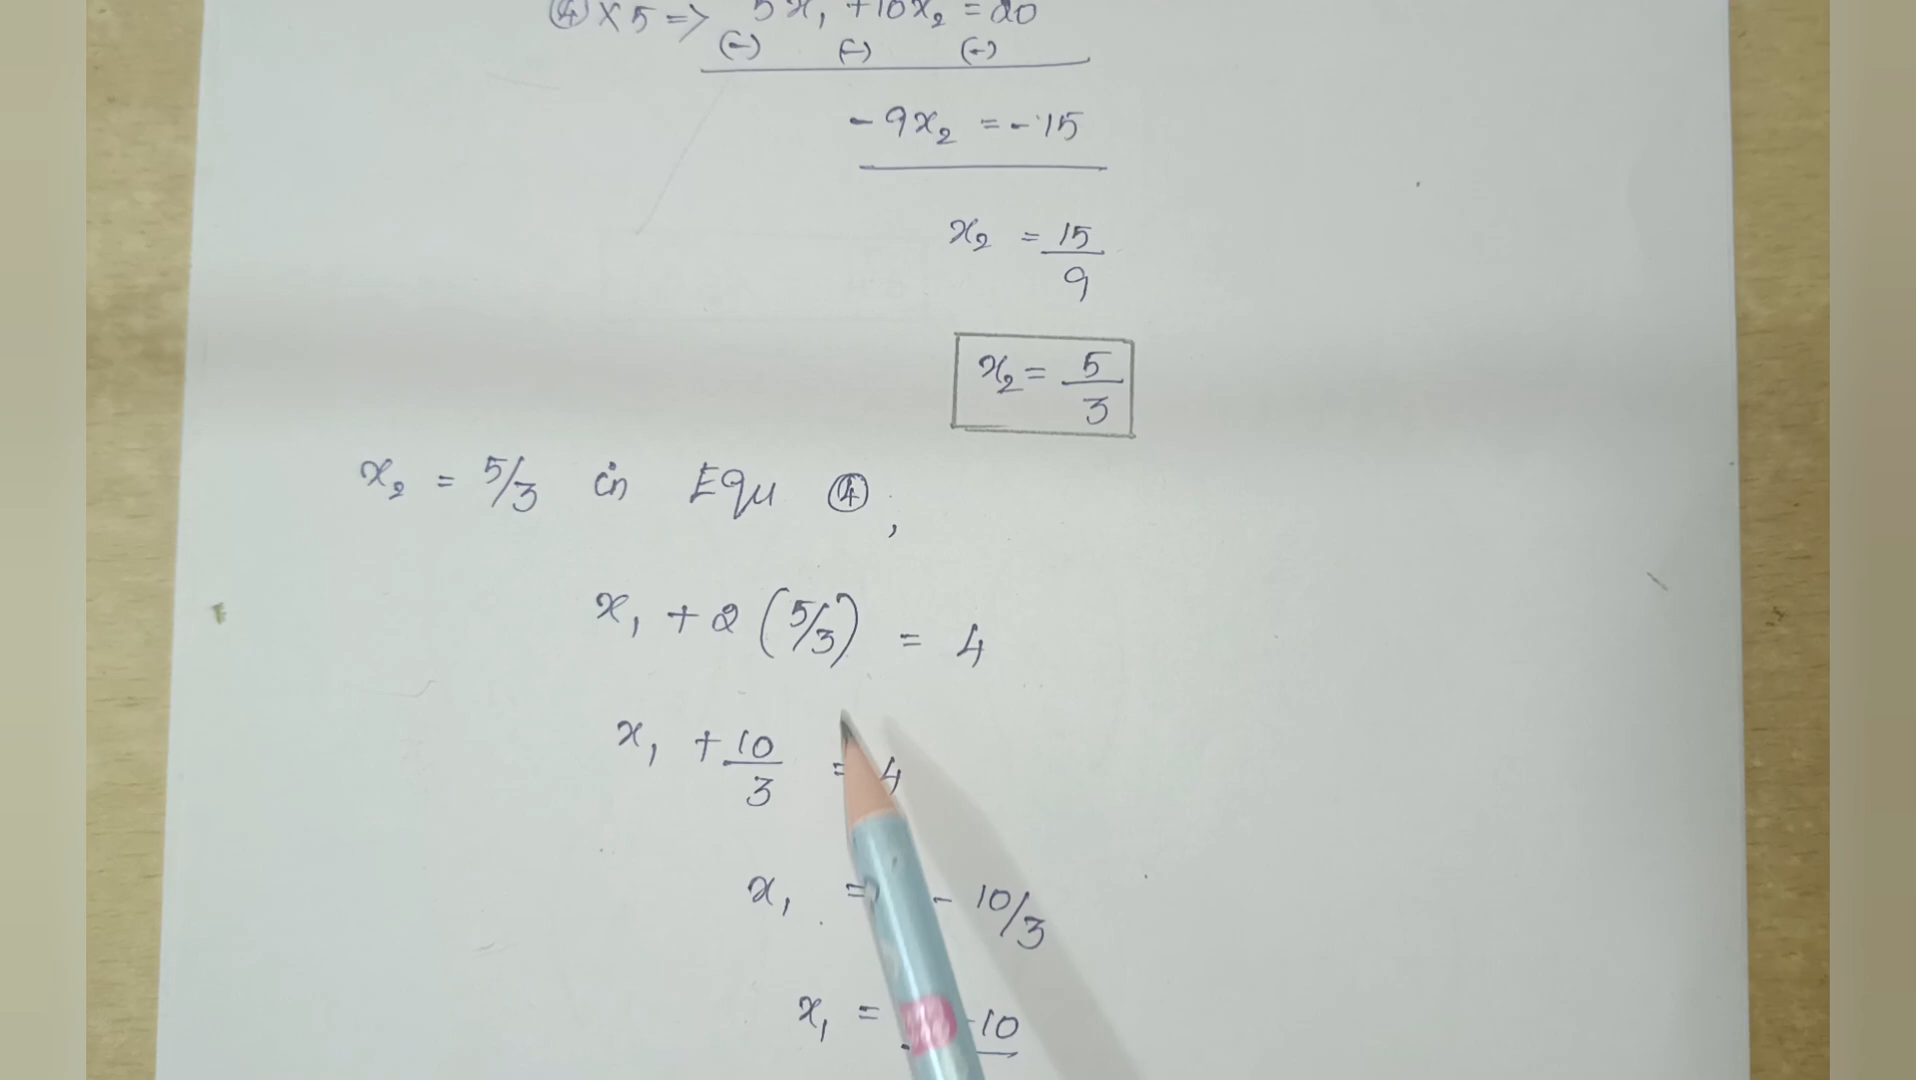 ④ × 5 => 5x₁ + 10x₂ = 20
(-) (-) (-)
- 9x₂ = - 15
x₂ = 15/9
x₂ = 5/3
x₂ = 5/3 in Equ ④,
x₁ + 2 (5/3) = 4
x₁ + 10/3 = 4
x₁ = - 10/3
x₁ = -10